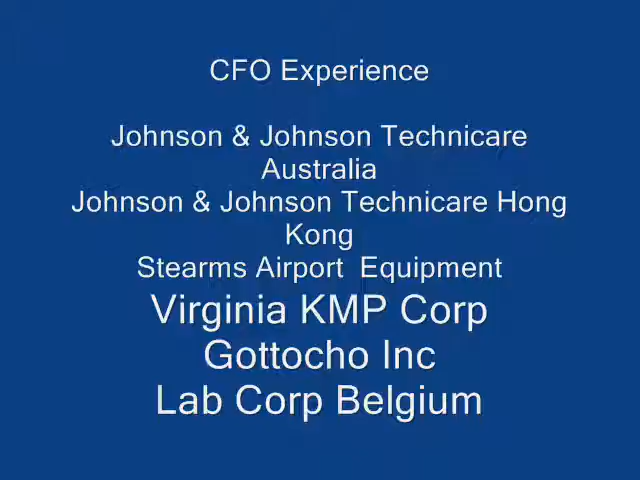 CFO Experience
Johnson & Johnson Technicare
Australia
Johnson & Johnson Technicare Hong
Kong
Stearms Airport Equipment
Virginia KMP Corp
Gottocho Inc
Lab Corp Belgium